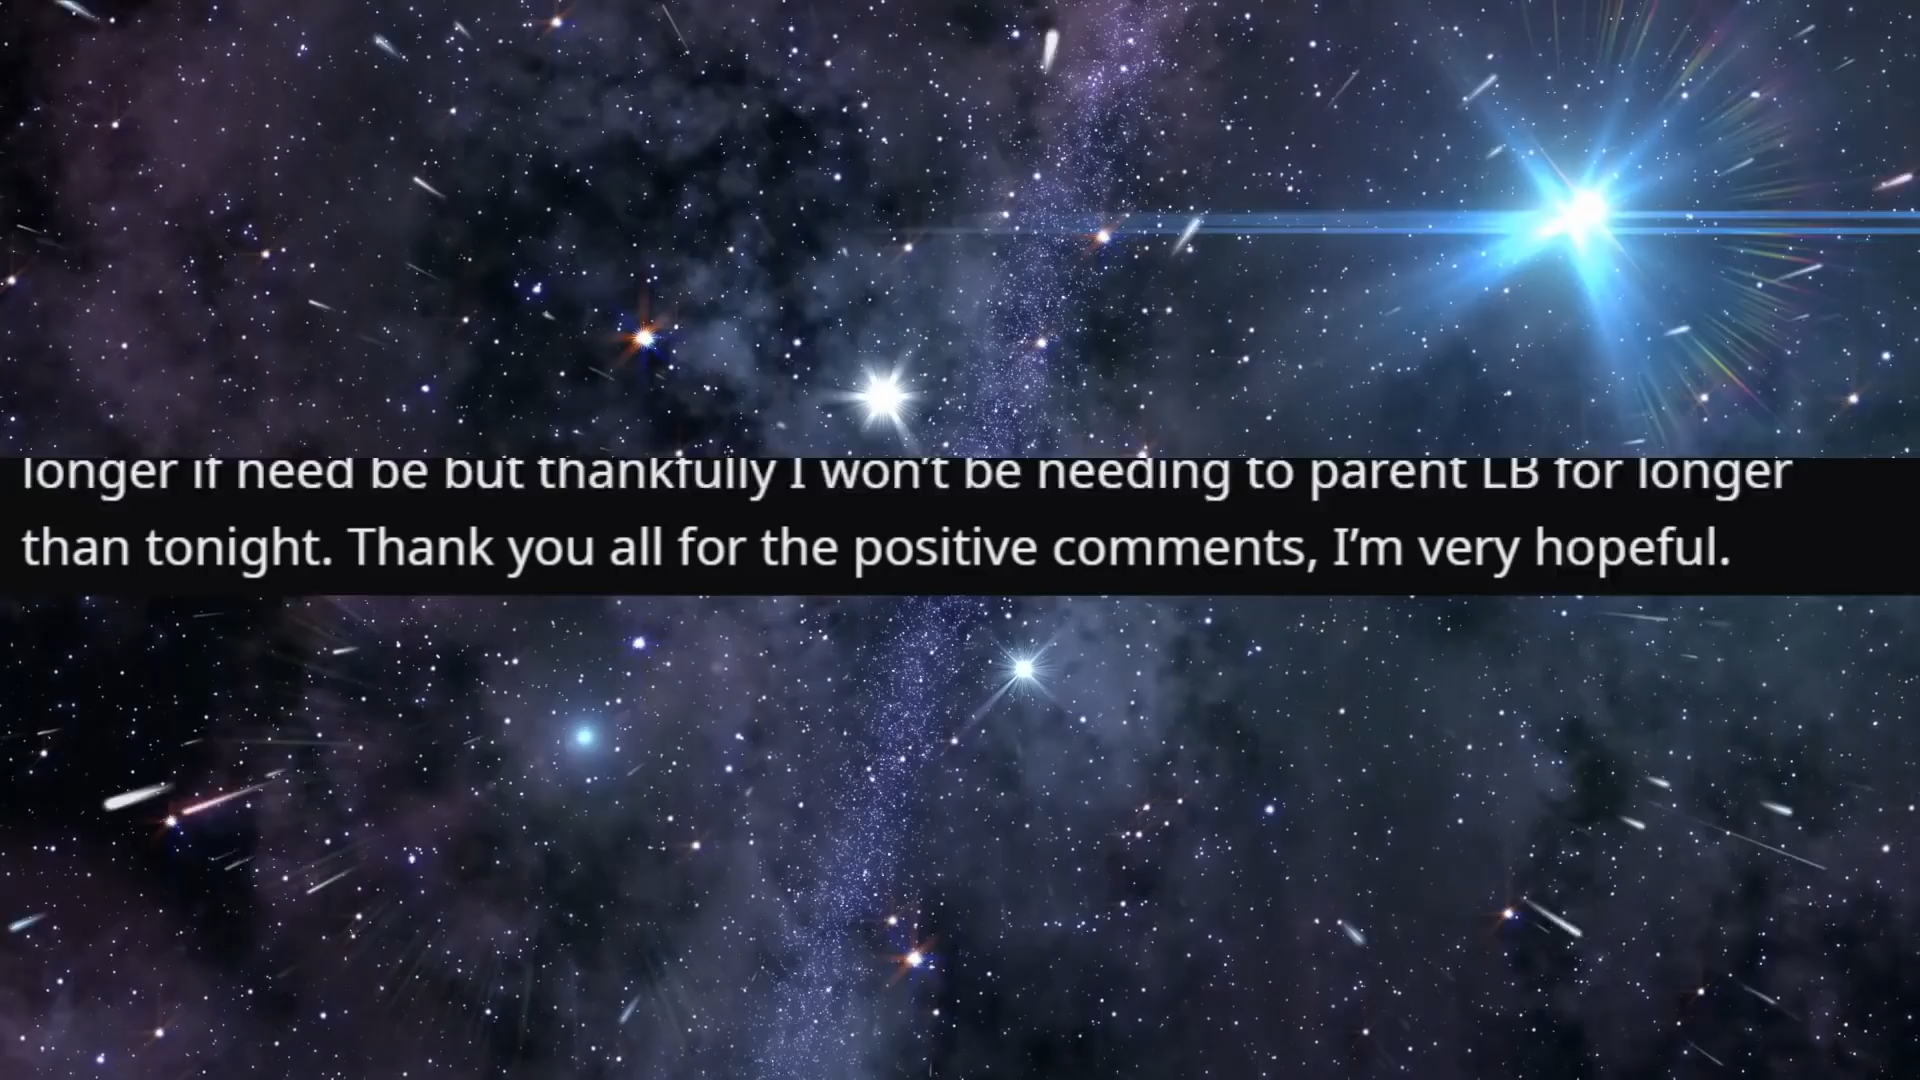 longer if need be but thankfully I won't be needing to parent LB for longer
than tonight. Thank you all for the positive comments, I’m very hopeful.